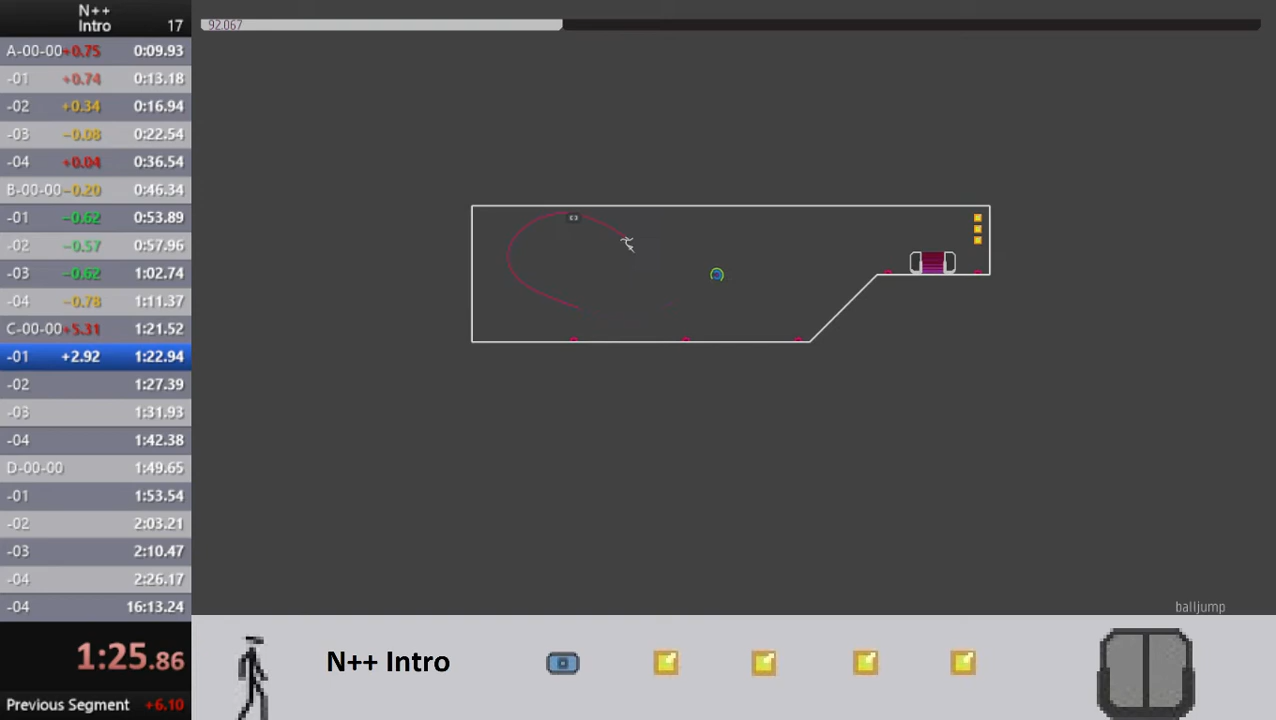 N++
Intro 17
A-00-00 +0.75 0:09.93
-01 +0.74 0:13.18
-02 +0.34 0:16.94
-03 −0.08 0:22.54
-04 +0.04 0:36.54
B-00-00 −0.20 0:46.34
-01 −0.62 0:53.89
-02 −0.57 0:57.96
-03 −0.62 1:02.74
-04 −0.78 1:11.37
C-00-00 +5.31 1:21.52
-01 +2.92 1:22.94
-02 1:27.39
-03 1:31.93
-04 1:42.38
D-00-00 1:49.65
-01 1:53.54
-02 2:03.21
-03 2:10.47
-04 2:26.17
-04 16:13.24
1:25.86
Previous Segment +6.10
92.067
balljump
N++ Intro